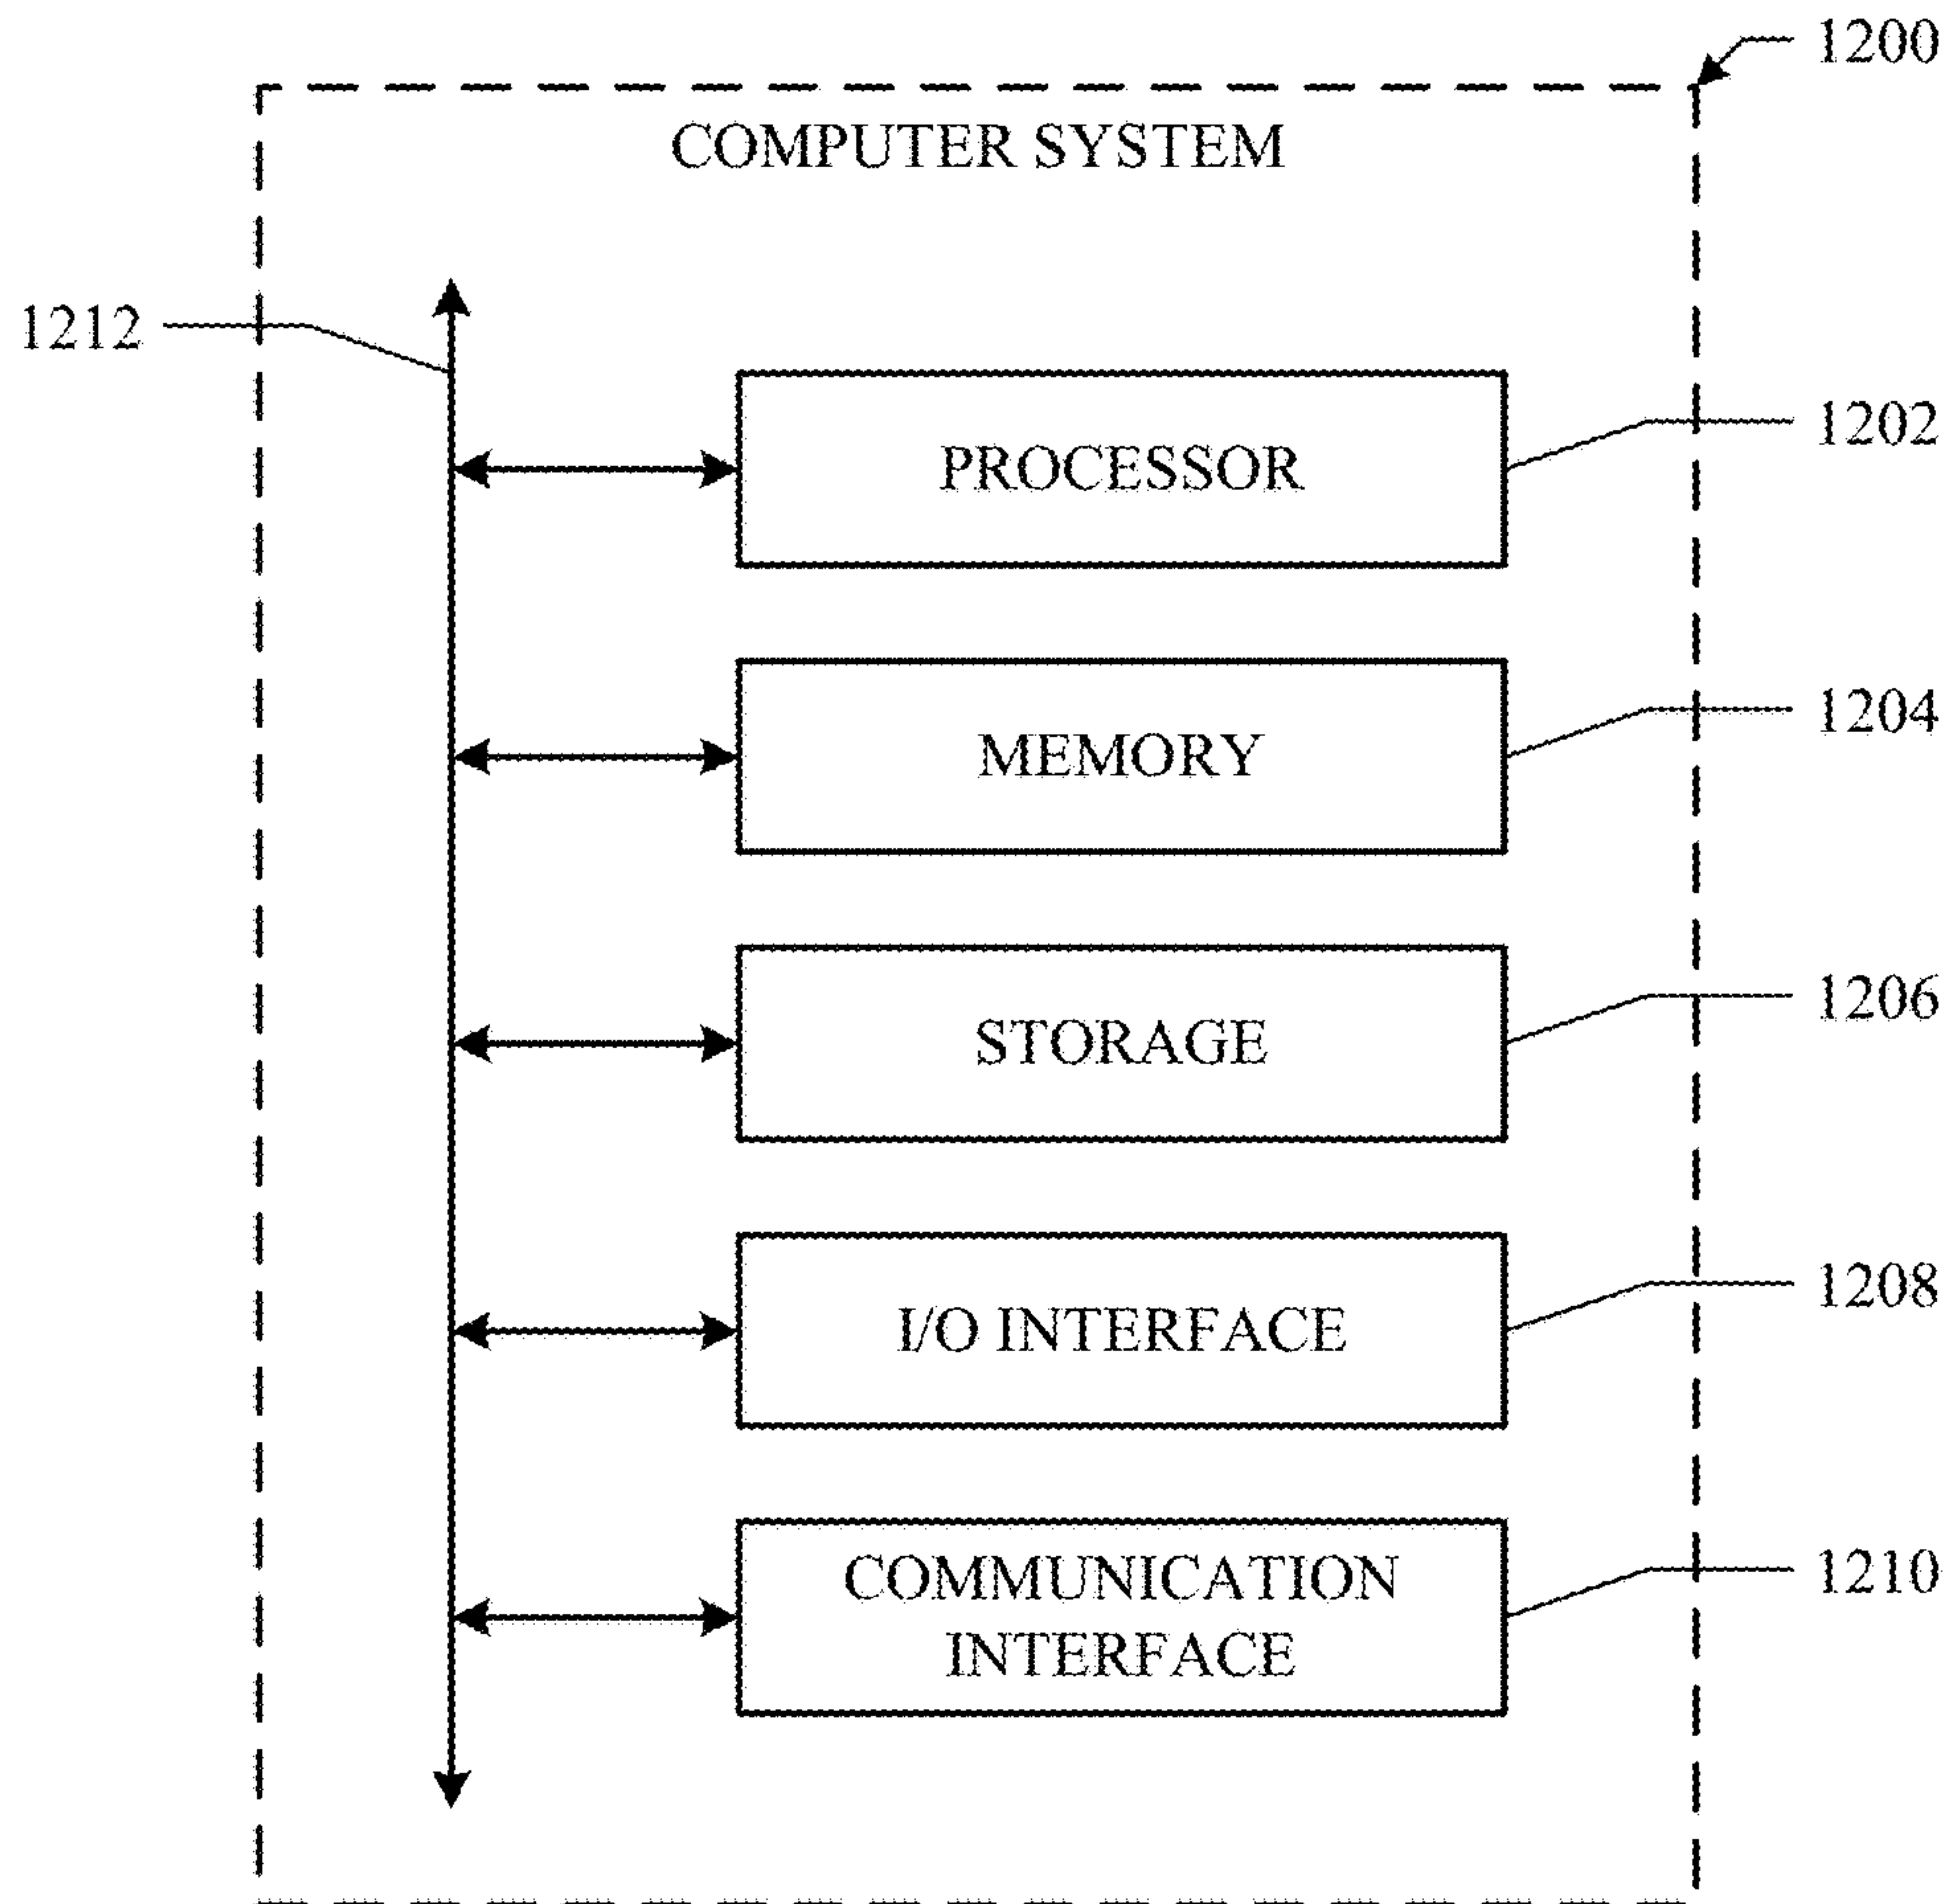 1200
COMPUTER SYSTEM
1212
PROCESSOR
1202
MEMORY
1204
STORAGE
1206
I/O INTERFACE
1208
COMMUNICATION
INTERFACE
1210